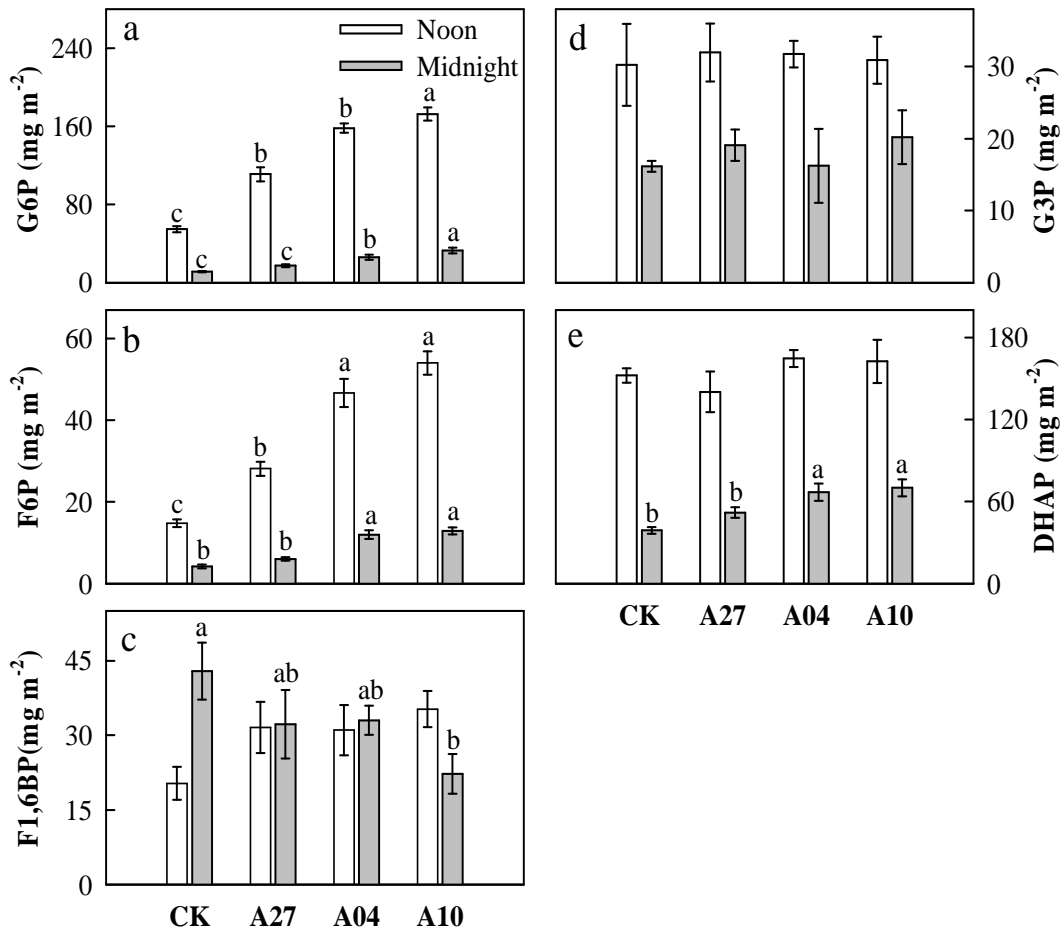 a
Noon
Midnight
240
160
80
0
G6P (mg m-2)
c
c
b
c
b
b
a
a
d
30
20
10
0
G3P (mg m-2)
b
60
40
20
0
F6P (mg m-2)
c
b
b
b
a
a
a
a
e
180
120
60
0
DHAP (mg m-2)
b
b
a
a
CK A27 A04 A10
c
45
30
15
0
F1,6BP(mg m-2)
a
ab
ab
b
CK A27 A04 A10